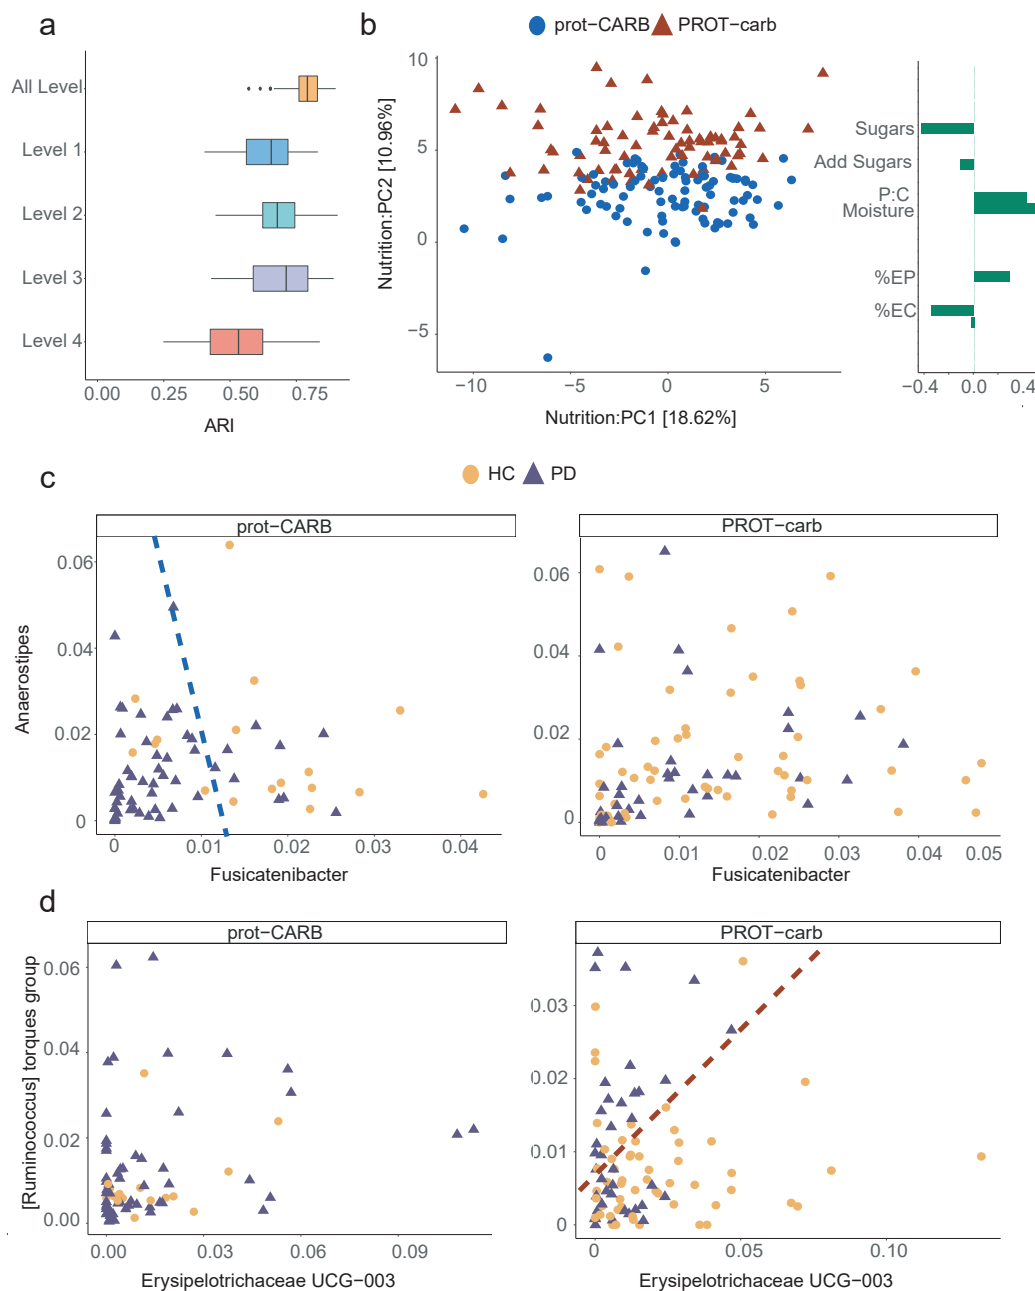 a
All Level
Level 1
Level 2
Level 3
Level 4
0.00 0.25 0.50 0.75
ARI
b
prot−CARB PROT−carb
Nutrition:PC2 [10.96%]
10
5
0
−5
−10 −5 0 5
Nutrition:PC1 [18.62%]
Sugars
Add Sugars
P:C
Moisture
%EP
%EC
−0.4 0.0 0.4
c
HC PD
prot−CARB
Anaerostipes
0.06
0.04
0.02
0
0 0.01 0.02 0.03 0.04
Fusicatenibacter
PROT−carb
0.06
0.04
0.02
0
0 0.01 0.02 0.03 0.04 0.05
Fusicatenibacter
d
prot−CARB
[Ruminococcus] torques group
0.06
0.04
0.02
0.00
0.00 0.03 0.06 0.09
Erysipelotrichaceae UCG−003
PROT−carb
0.03
0.02
0.01
0
0 0.05 0.10
Erysipelotrichaceae UCG−003